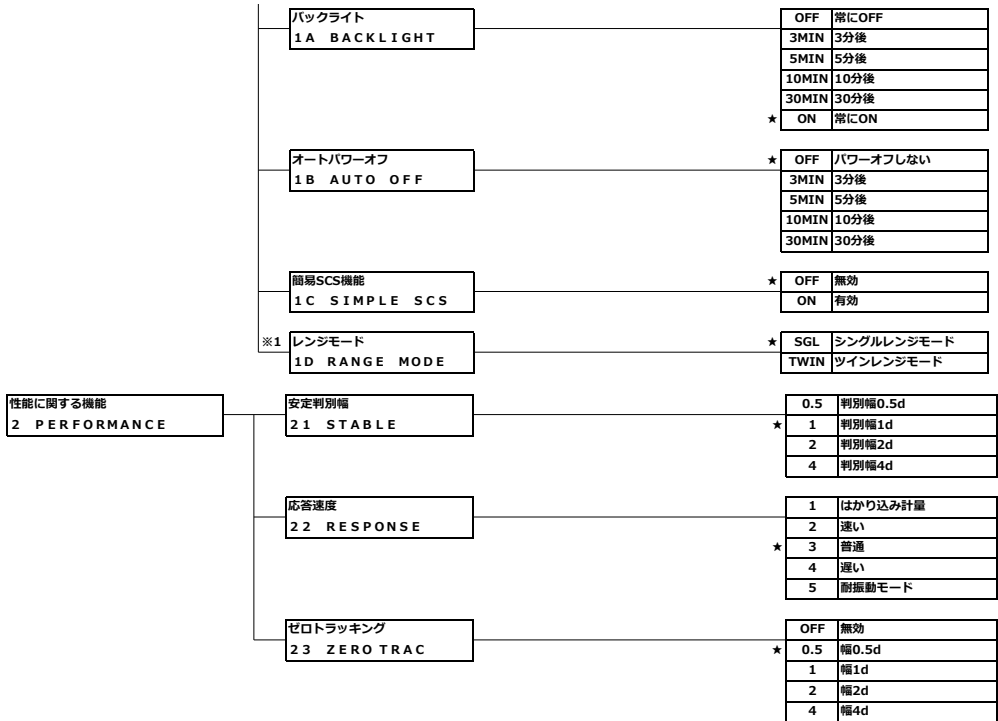 バックライト
1A BACKLIGHT
OFF 常にOFF
3MIN 3分後
5MIN 5分後
10MIN 10分後
30MIN 30分後
★ ON 常にON
オートパワーオフ
1B AUTO OFF
★ OFF パワーオフしない
3MIN 3分後
5MIN 5分後
10MIN 10分後
30MIN 30分後
簡易SCS機能
1C SIMPLE SCS
★ OFF 無効
ON 有効
※1 レンジモード
1D RANGE MODE
★ SGL シングルレンジモード
TWIN ツインレンジモード
性能に関する機能
2 PERFORMANCE
安定判別幅
21 STABLE
0.5 判別幅0.5d
★ 1 判別幅1d
2 判別幅2d
4 判別幅4d
応答速度
22 RESPONSE
1 はかり込み計量
2 速い
★ 3 普通
4 遅い
5 耐振動モード
ゼロトラッキング
23 ZERO TRAC
OFF 無効
★ 0.5 幅0.5d
1 幅1d
2 幅2d
4 幅4d